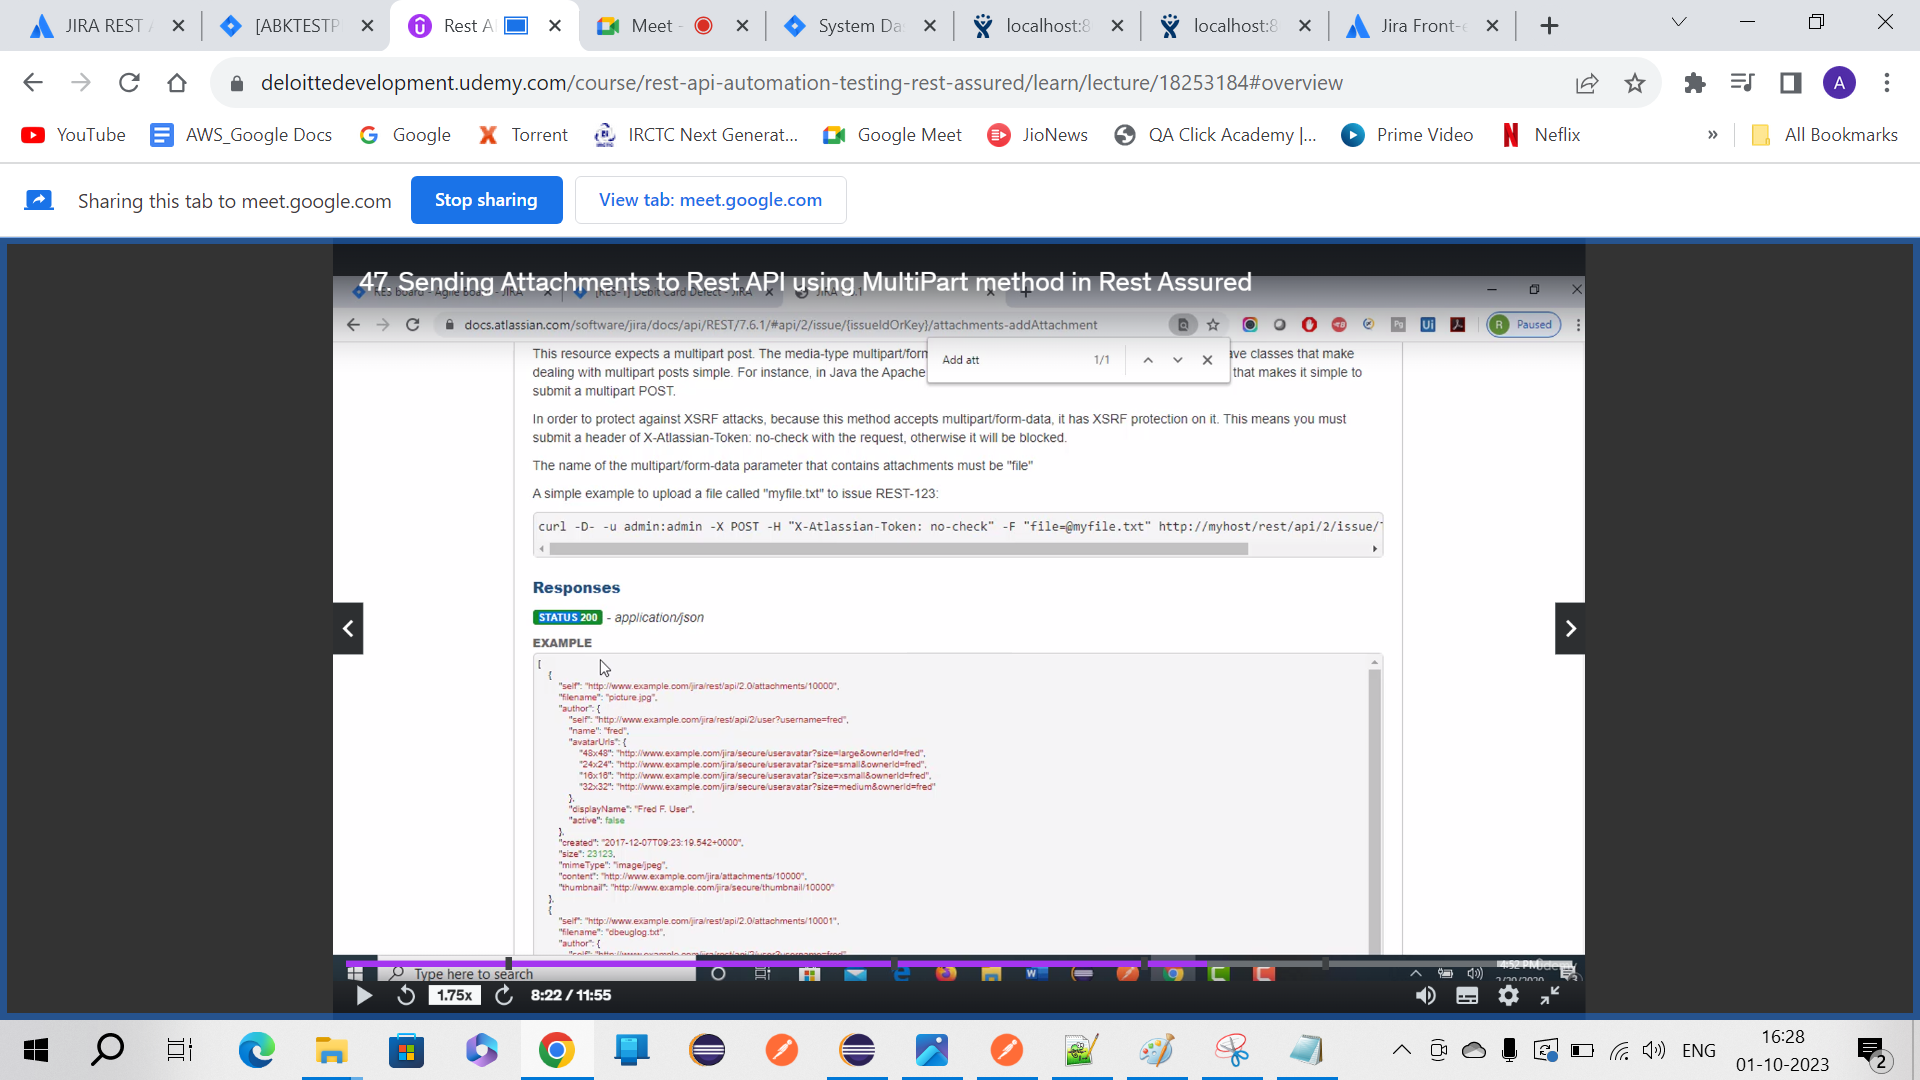 JIRA REST
[ABKTESTP
Rest A
Meet -
System Da
localhost:8
localhost:8
Jira Front-e
deloittedevelopment.udemy.com/course/rest-api-automation-testing-rest-assured/learn/lecture/18253184#overview
A
YouTube
AWS_Google Docs
Google
Torrent
IRCTC Next Generat...
Google Meet
JioNews
QA Click Academy |...
Prime Video
Neflix
»
All Bookmarks
Sharing this tab to meet.google.com
Stop sharing
View tab: meet.google.com
47. Sending Attachments to Rest API using MultiPart method in Rest Assured
docs.atlassian.com/software/jira/docs/api/REST/7.6.1/#api/2/issue/{issueIdOrKey}/attachments-addAttachment
R Paused
Add att 1/1
This resource expects a multipart post. The media-type multipart/form
ve classes that make
dealing with multipart posts simple. For instance, in Java the Apache
that makes it simple to
submit a multipart POST.
In order to protect against XSRF attacks, because this method accepts multipart/form-data, it has XSRF protection on it. This means you must
submit a header of X-Atlassian-Token: no-check with the request, otherwise it will be blocked.
The name of the multipart/form-data parameter that contains attachments must be "file"
A simple example to upload a file called "myfile.txt" to issue REST-123:
curl -D- -u admin:admin -X POST -H "X-Atlassian-Token: no-check" -F "file=@myfile.txt" http://myhost/rest/api/2/issue/
Responses
STATUS 200 - application/json
EXAMPLE
[
{
"self": "http://www.example.com/jira/rest/api/2.0/attachments/10000",
"filename": "picture.jpg",
"author": {
"self": "http://www.example.com/jira/rest/api/2/user?username=fred",
"name": "fred",
"avatarUrls": {
"48x48": "http://www.example.com/jira/secure/useravatar?size=large&ownerId=fred",
"24x24": "http://www.example.com/jira/secure/useravatar?size=small&ownerId=fred",
"16x16": "http://www.example.com/jira/secure/useravatar?size=xsmall&ownerId=fred",
"32x32": "http://www.example.com/jira/secure/useravatar?size=medium&ownerId=fred"
},
"displayName": "Fred F. User",
"active": false
},
"created": "2017-12-07T09:23:19.542+0000",
"size": 23123,
"mimeType": "image/jpeg",
"content": "http://www.example.com/jira/attachments/10000",
"thumbnail": "http://www.example.com/jira/secure/thumbnail/10000"
},
{
"self": "http://www.example.com/jira/rest/api/2.0/attachments/10001",
"filename": "dbeuglog.txt",
"author": {
Type here to search
1.75x
8:22 / 11:55
ENG
16:28
01-10-2023
2